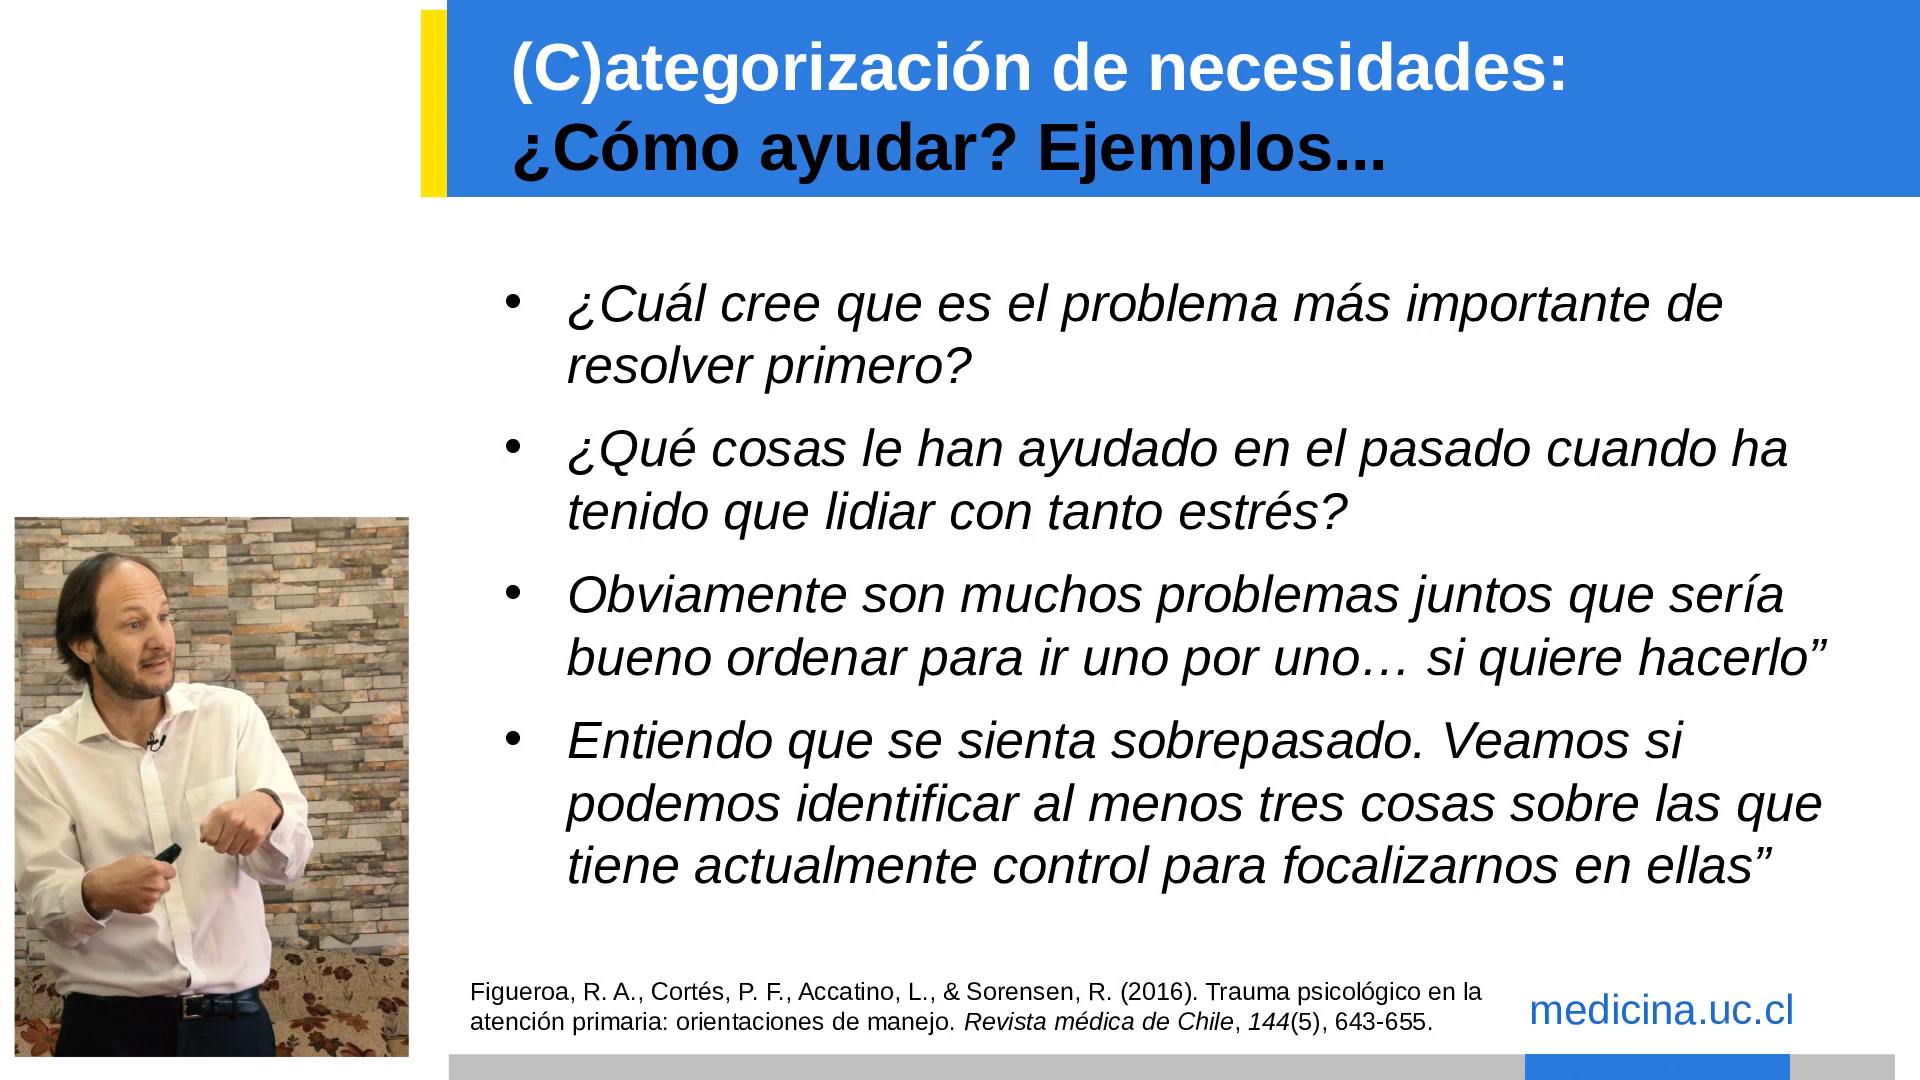 (C)ategorización de necesidades:
¿Cómo ayudar? Ejemplos...
• ¿Cuál cree que es el problema más importante de
resolver primero?
• ¿Qué cosas le han ayudado en el pasado cuando ha
tenido que lidiar con tanto estrés?
• Obviamente son muchos problemas juntos que sería
bueno ordenar para ir uno por uno… si quiere hacerlo”
• Entiendo que se sienta sobrepasado. Veamos si
podemos identificar al menos tres cosas sobre las que
tiene actualmente control para focalizarnos en ellas”
Figueroa, R. A., Cortés, P. F., Accatino, L., & Sorensen, R. (2016). Trauma psicológico en la
atención primaria: orientaciones de manejo. Revista médica de Chile, 144(5), 643-655.
medicina.uc.cl